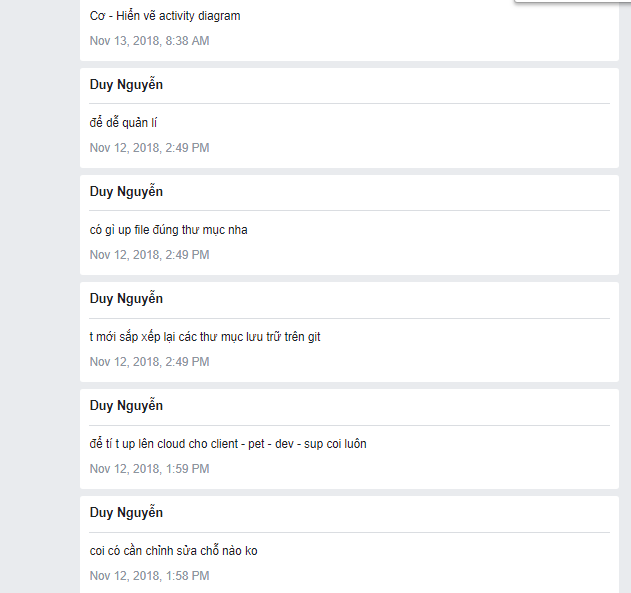 Cơ - Hiển vẽ activity diagram
Nov 13, 2018, 8:38 AM
Duy Nguyễn
để dễ quản lí
Nov 12, 2018, 2:49 PM
Duy Nguyễn
có gì up file đúng thư mục nha
Nov 12, 2018, 2:49 PM
Duy Nguyễn
t mới sắp xếp lại các thư mục lưu trữ trên git
Nov 12, 2018, 2:49 PM
Duy Nguyễn
để tí t up lên cloud cho client - pet - dev - sup coi luôn
Nov 12, 2018, 1:59 PM
Duy Nguyễn
coi có cần chỉnh sửa chỗ nào ko
Nov 12, 2018, 1:58 PM